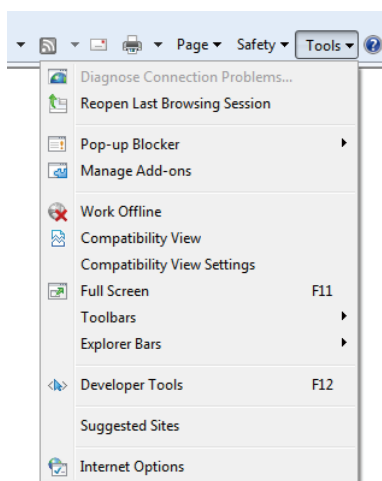 Page Safety Tools
Diagnose Connection Problems...
Reopen Last Browsing Session
Pop-up Blocker
Manage Add-ons
Work Offline
Compatibility View
Compatibility View Settings
Full Screen F11
Toolbars
Explorer Bars
Developer Tools F12
Suggested Sites
Internet Options